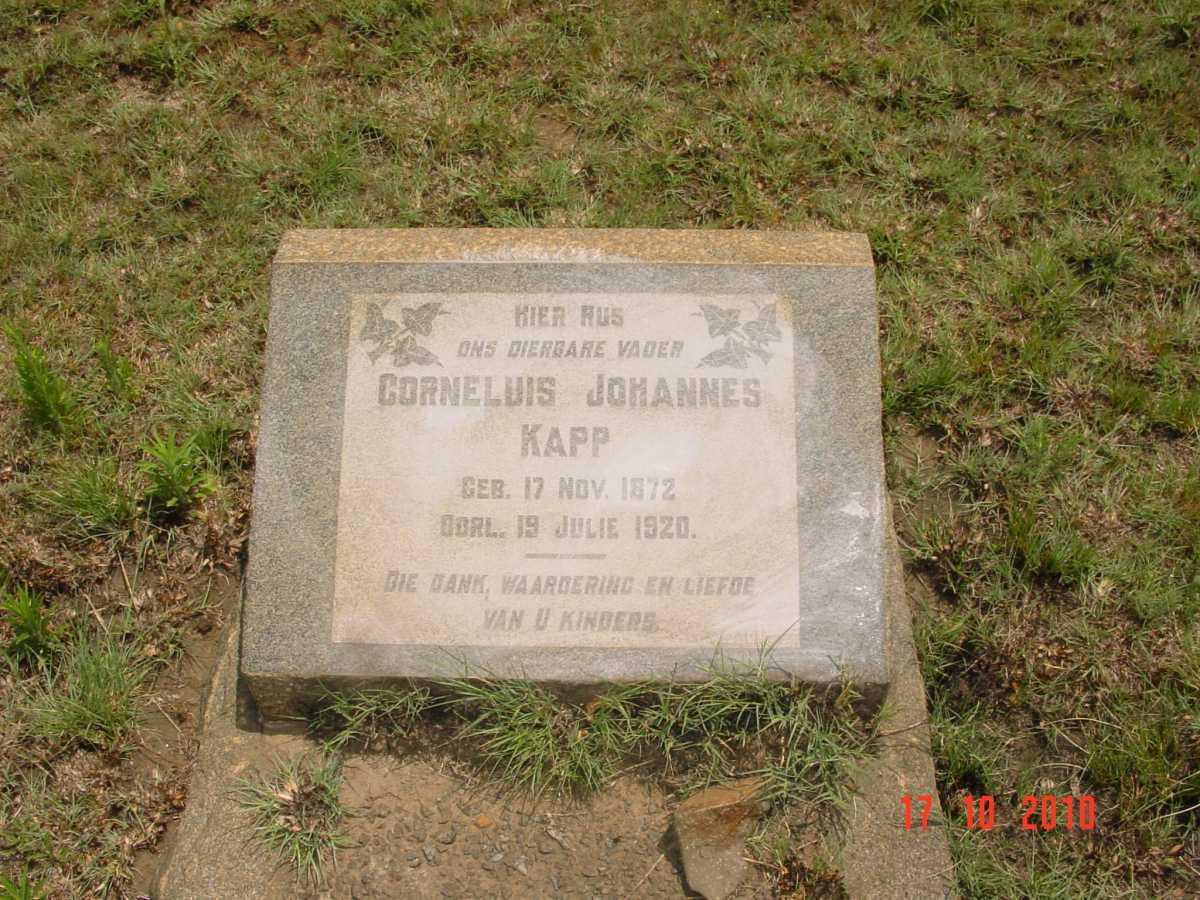 HIER RUS
ONS DIERBARE VADER
CORNELUIS JOHANNES
KAPP
GEB. 17 NOV. 1872
OORL. 19 JULIE 1920.
DIE DANK, WAARDERING EN LIEFDE
VAN U KINDERS.
17 10 2010